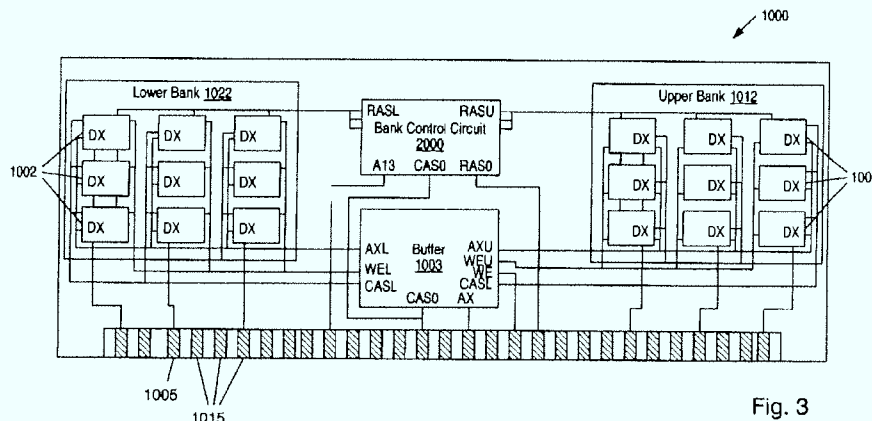 1000
Lower Bank 1022
Upper Bank 1012
RASL RASU
Bank Control Circuit
2000
A13 CAS0 RAS0
DX DX DX
DX DX DX
DX DX DX
DX DX DX
DX DX DX
DX DX DX
1002
100
AXL Buffer AXU
1003
WEL WEU
WE
CASL CASL
CAS0 AX
1005
1015
Fig. 3